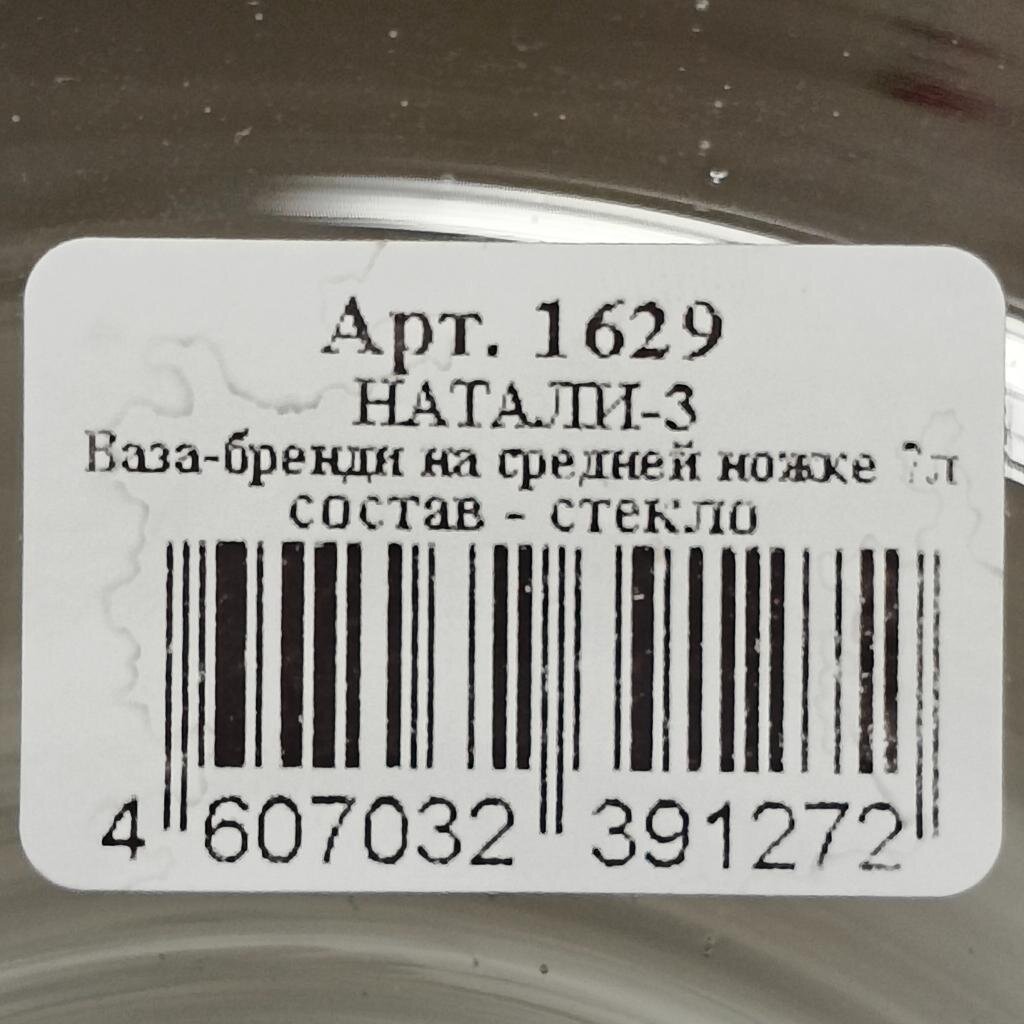 Арт. 1629
НАТАЛИ-3
Ваза-бренди на средней ножке
состав - стекло
4 607032 391272